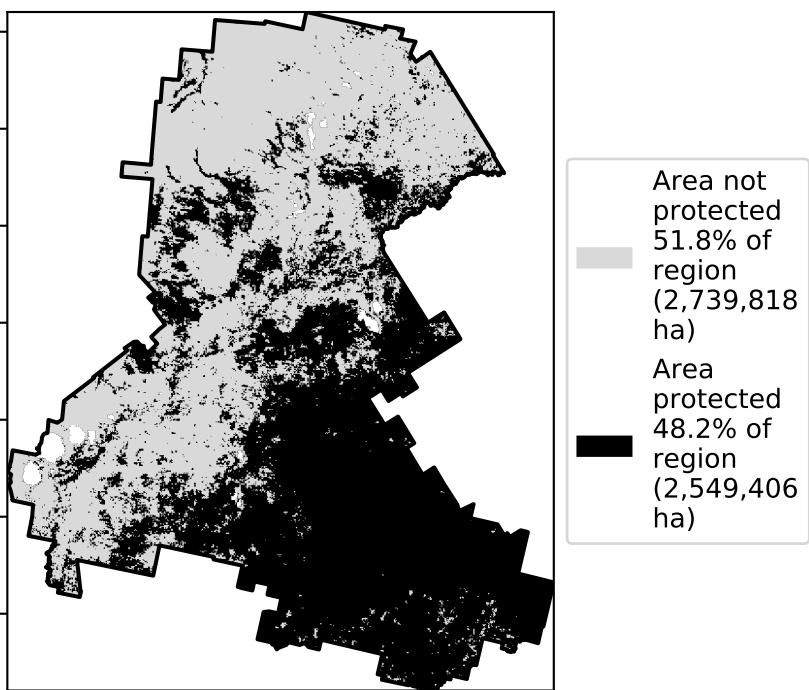 Area not
protected
51.8% of
region
(2,739,818
ha)
Area
protected
48.2% of
region
(2,549,406
ha)